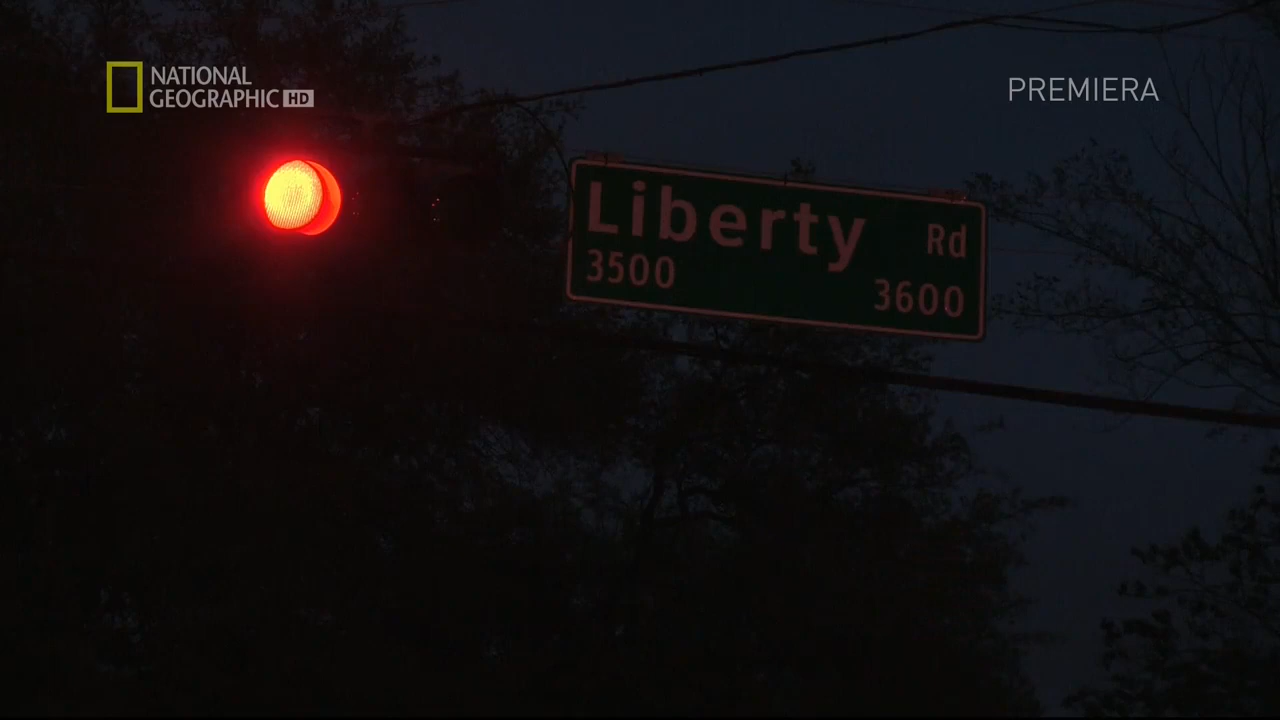 NATIONAL
GEOGRAPHIC HD
PREMIERA
Liberty Rd
3500 3600